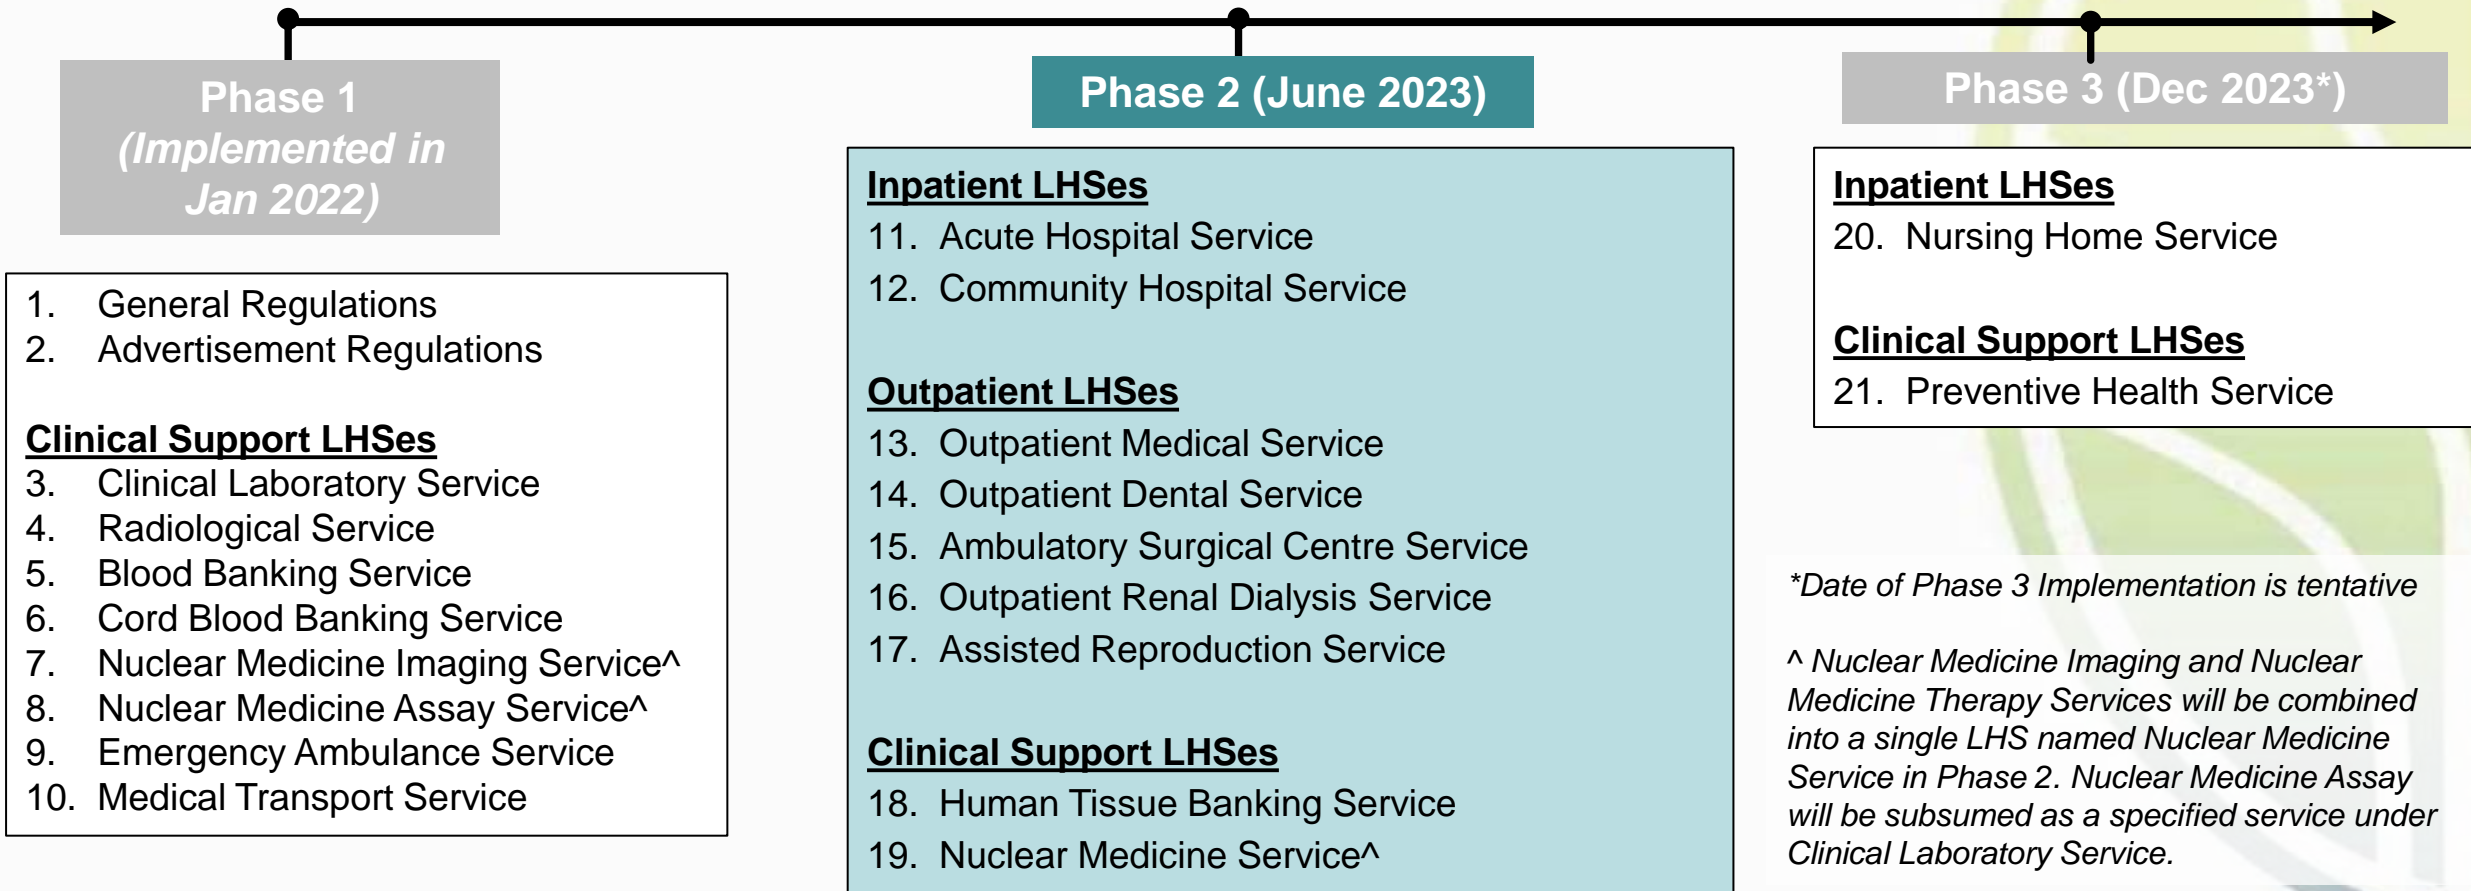 Phase 1
(Implemented in
Jan 2022)
1. General Regulations
2. Advertisement Regulations
Clinical Support LHSes
3. Clinical Laboratory Service
4. Radiological Service
5. Blood Banking Service
6. Cord Blood Banking Service
7. Nuclear Medicine Imaging Service^
8. Nuclear Medicine Assay Service^
9. Emergency Ambulance Service
10. Medical Transport Service
Phase 2 (June 2023)
Inpatient LHSes
11. Acute Hospital Service
12. Community Hospital Service
Outpatient LHSes
13. Outpatient Medical Service
14. Outpatient Dental Service
15. Ambulatory Surgical Centre Service
16. Outpatient Renal Dialysis Service
17. Assisted Reproduction Service
Clinical Support LHSes
18. Human Tissue Banking Service
19. Nuclear Medicine Service^
Phase 3 (Dec 2023*)
Inpatient LHSes
20. Nursing Home Service
Clinical Support LHSes
21. Preventive Health Service
*Date of Phase 3 Implementation is tentative
^ Nuclear Medicine Imaging and Nuclear
Medicine Therapy Services will be combined
into a single LHS named Nuclear Medicine
Service in Phase 2. Nuclear Medicine Assay
will be subsumed as a specified service under
Clinical Laboratory Service.